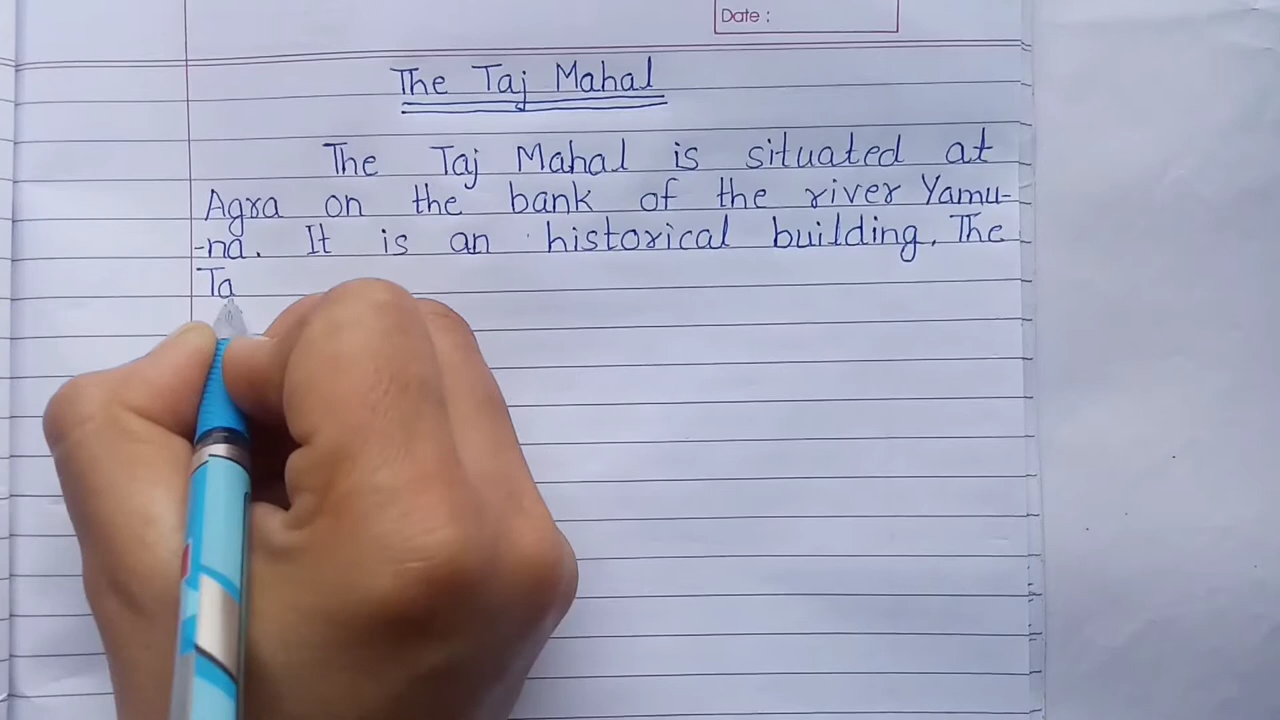 Date :
The Taj Mahal
The Taj Mahal is situated at
Agra on the bank of the river Yamu-
-na. It is an historical building. The
Ta